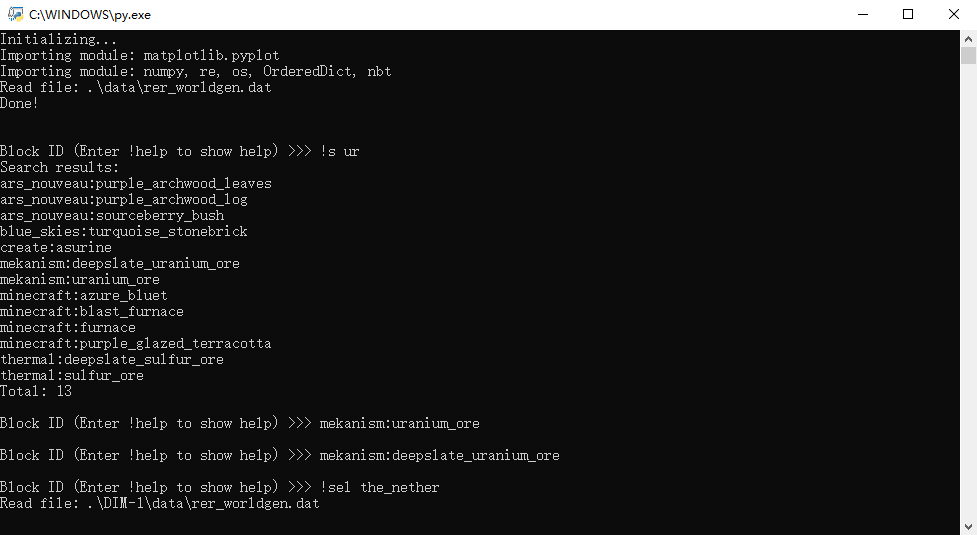 C:\WINDOWS\py.exe
Initializing...
Importing module: matplotlib.pyplot
Importing module: numpy, re, os, OrderedDict, nbt
Read file: .\data\rer_worldgen.dat
Done!
Block ID (Enter !help to show help) >>> !s ur
Search results:
ars_nouveau:purple_archwood_leaves
ars_nouveau:purple_archwood_log
ars_nouveau:sourceberry_bush
blue_skies:turquoise_stonebrick
create:asurine
mekanism:deepslate_uranium_ore
mekanism:uranium_ore
minecraft:azure_bluet
minecraft:blast_furnace
minecraft:furnace
minecraft:purple_glazed_terracotta
thermal:deepslate_sulfur_ore
thermal:sulfur_ore
Total: 13
Block ID (Enter !help to show help) >>> mekanism:uranium_ore
Block ID (Enter !help to show help) >>> mekanism:deepslate_uranium_ore
Block ID (Enter !help to show help) >>> !sel the_nether
Read file: .\DIM-1\data\rer_worldgen.dat